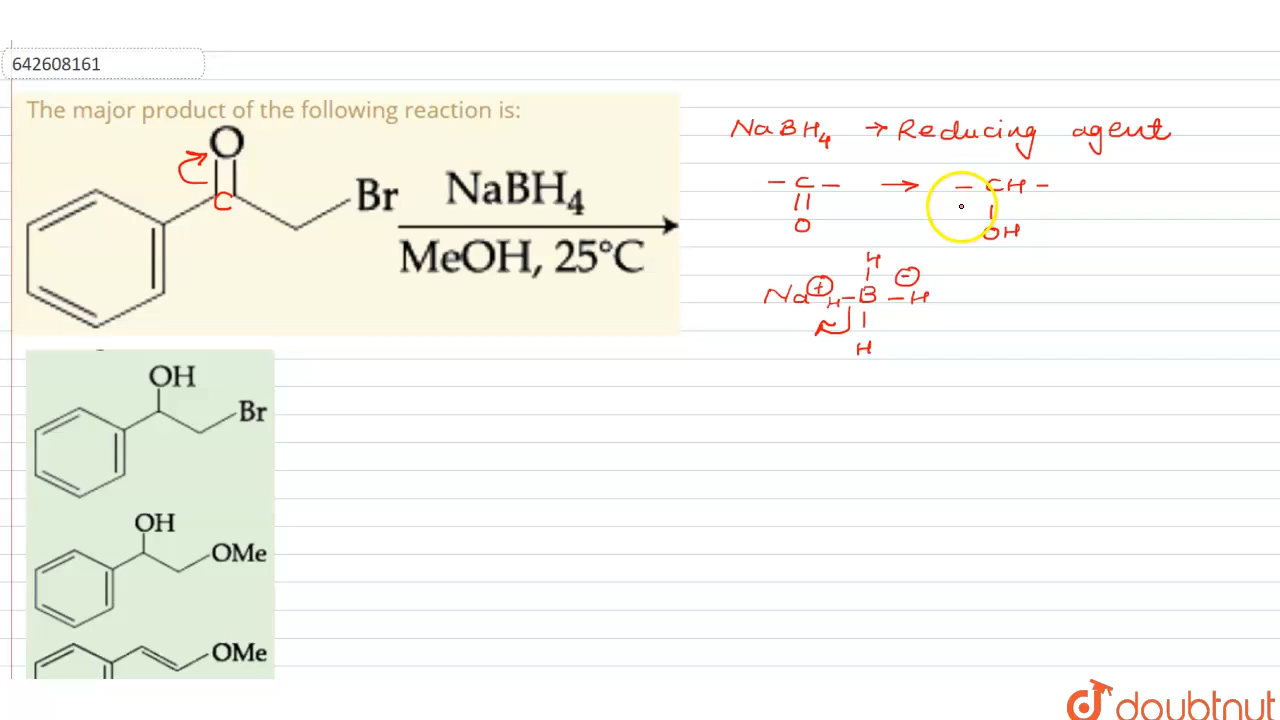 642608161
The major product of the following reaction is:
O
C
Br
NaBH4
MeOH, 25°C
NaBH4 → Reducing agent
- C - → - CH -
O OH
H
Na + H - B - H -
H
OH
Br
OH
OMe
OMe
doubtnut